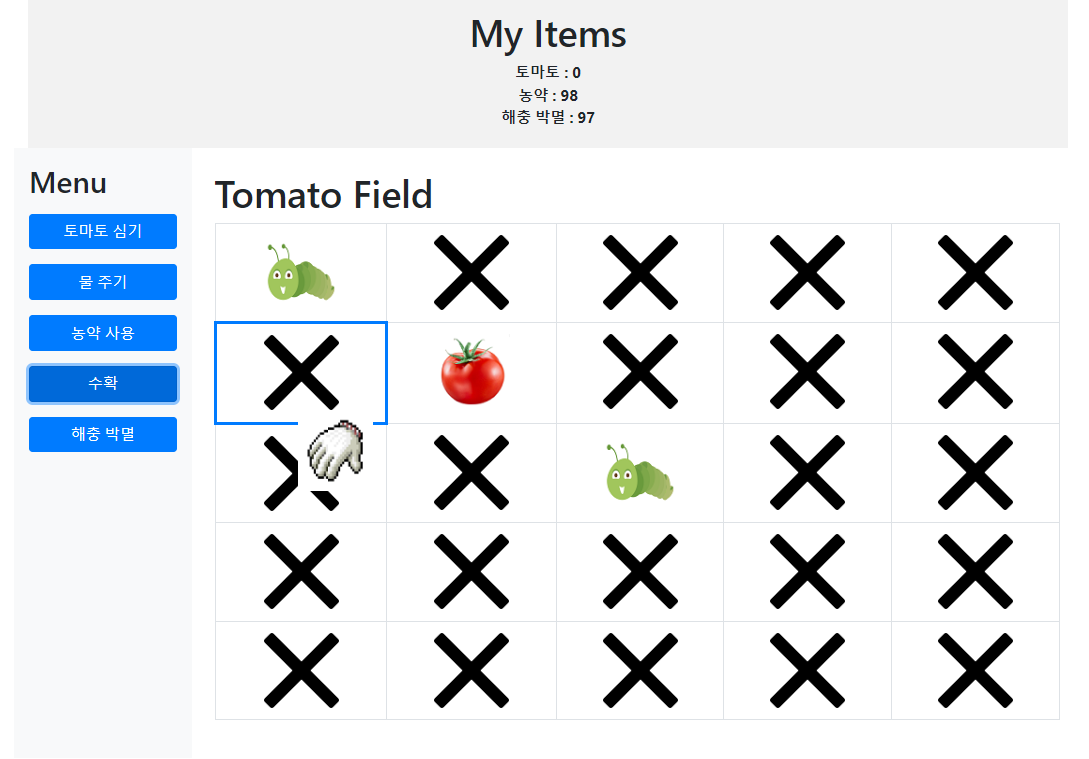 My Items
토마토 : 0
농약 : 98
해충 박멸 : 97
Menu
토마토 심기
물 주기
농약 사용
수확
해충 박멸
Tomato Field